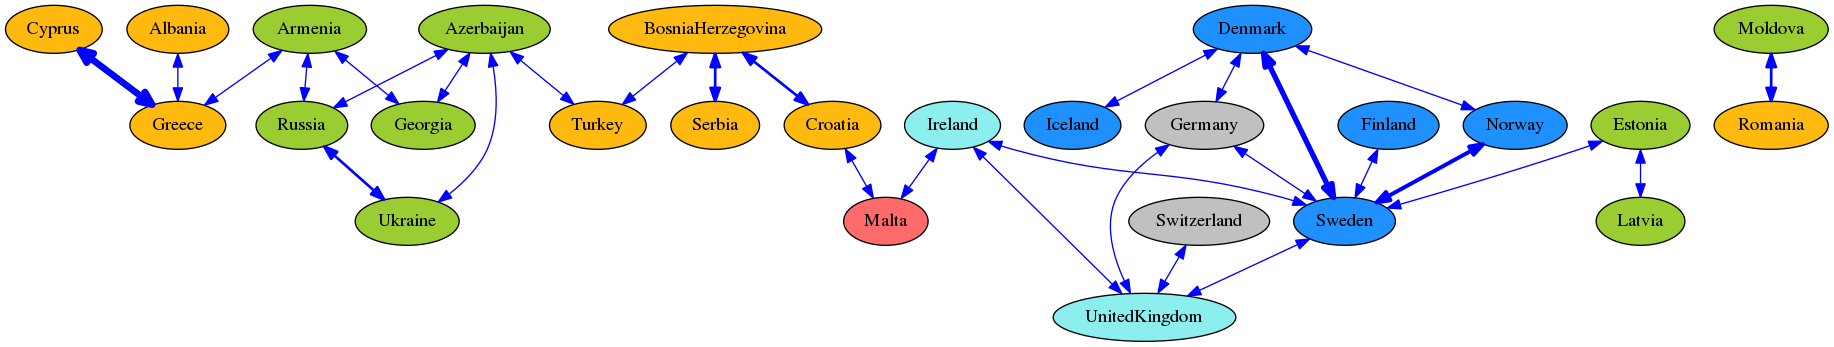 Cyprus
Albania
Armenia
Azerbaijan
BosniaHerzegovina
Denmark
Moldova
Greece
Russia
Georgia
Turkey
Serbia
Croatia
Ireland
Iceland
Germany
Finland
Norway
Estonia
Romania
Ukraine
Malta
Switzerland
Sweden
Latvia
UnitedKingdom